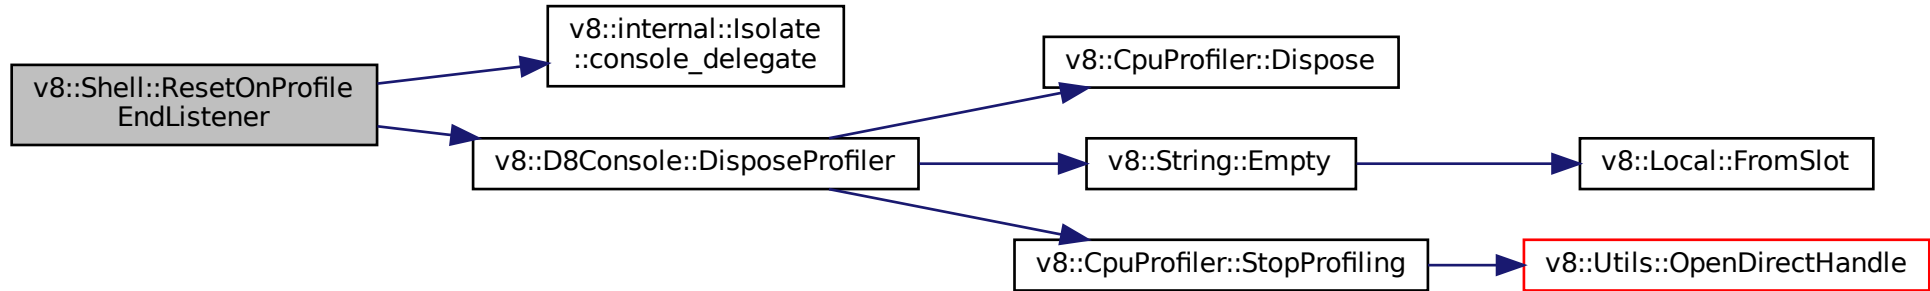 v8::Shell::ResetOnProfile
EndListener
v8::internal::Isolate
::console_delegate
v8::D8Console::DisposeProfiler
v8::CpuProfiler::Dispose
v8::String::Empty
v8::Local::FromSlot
v8::CpuProfiler::StopProfiling
v8::Utils::OpenDirectHandle